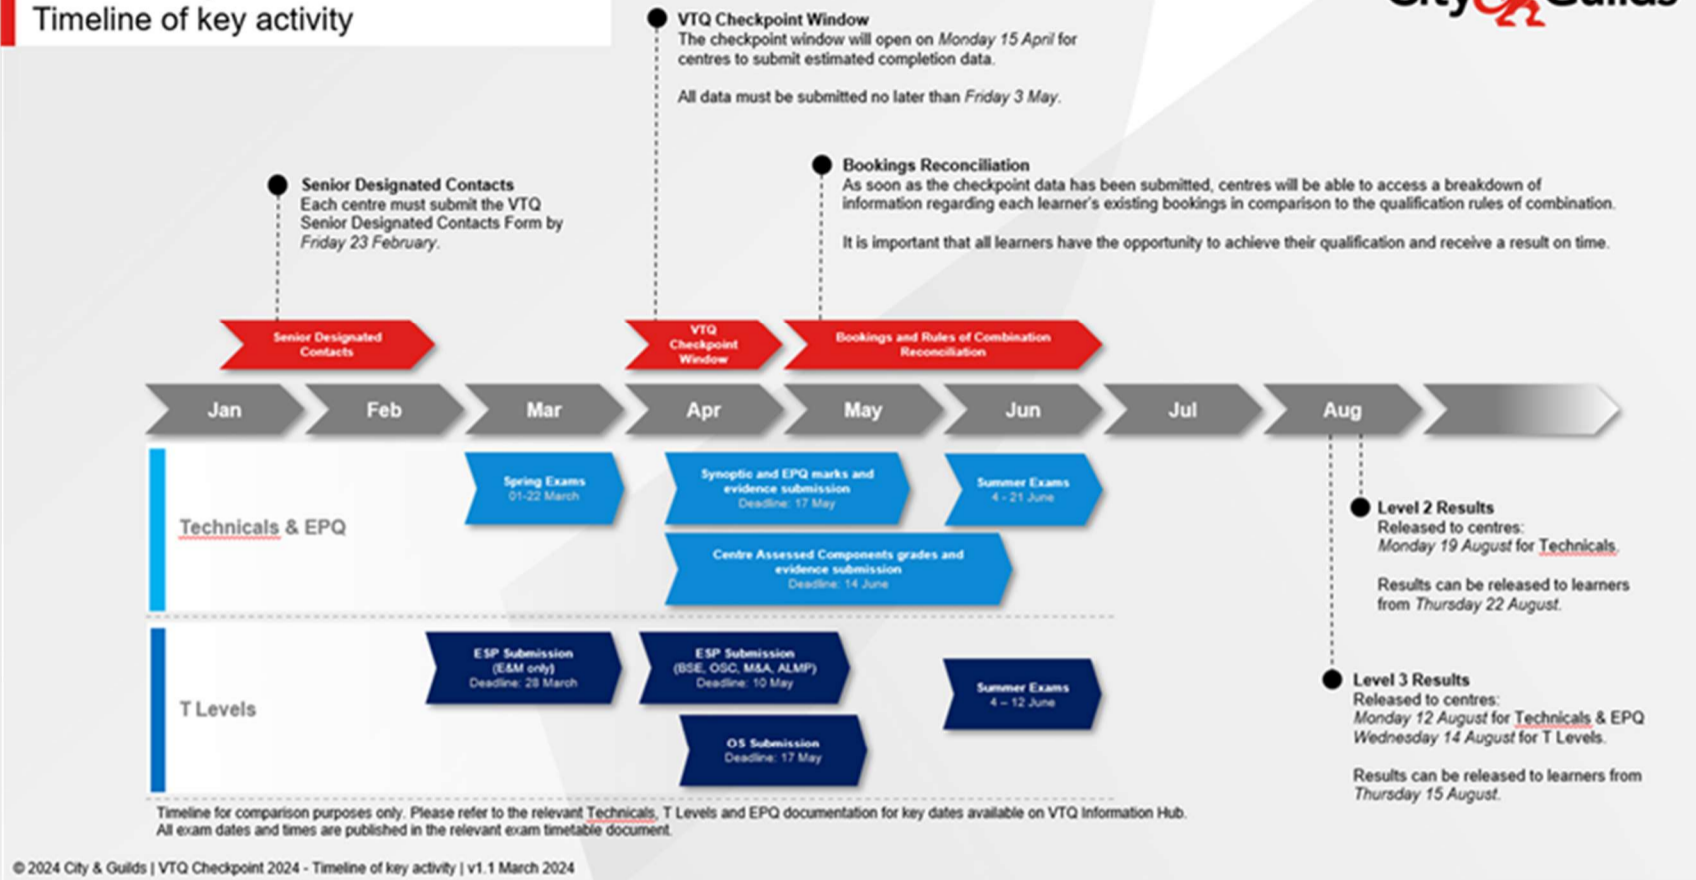 Timeline of key activity
City & Guilds
VTQ Checkpoint Window
The checkpoint window will open on Monday 15 April for
centres to submit estimated completion data.
All data must be submitted no later than Friday 3 May.
Bookings Reconciliation
As soon as the checkpoint data has been submitted, centres will be able to access a breakdown of
information regarding each learner's existing bookings in comparison to the qualification rules of combination.
It is important that all learners have the opportunity to achieve their qualification and receive a result on time.
Senior Designated Contacts
Each centre must submit the VTQ
Senior Designated Contacts Form by
Friday 23 February.
Senior Designated
Contacts
VTQ
Checkpoint
Window
Bookings and Rules of Combination
Reconciliation
Jan
Feb
Mar
Apr
May
Jun
Jul
Aug
Technicals & EPQ
Spring Exams
01-22 March
Synoptic and EPQ marks and
evidence submission
Deadline: 17 May
Summer Exams
4 - 21 June
Centre Assessed Components grades and
evidence submission
Deadline: 14 June
T Levels
ESP Submission
(E&M only)
Deadline: 28 March
ESP Submission
(BSE, OSC, M&A, ALMP)
Deadline: 10 May
OS Submission
Deadline: 17 May
Summer Exams
4 – 12 June
Level 2 Results
Released to centres:
Monday 19 August for Technicals.
Results can be released to learners
from Thursday 22 August.
Level 3 Results
Released to centres:
Monday 12 August for Technicals & EPQ
Wednesday 14 August for T Levels.
Results can be released to learners from
Thursday 15 August.
Timeline for comparison purposes only. Please refer to the relevant Technicals, T Levels and EPQ documentation for key dates available on VTQ Information Hub.
All exam dates and times are published in the relevant exam timetable document.
© 2024 City & Guilds | VTQ Checkpoint 2024 - Timeline of key activity | v1.1 March 2024